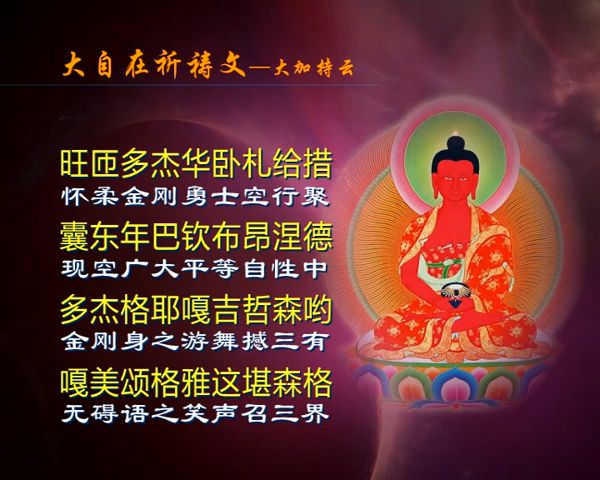 大自在祈祷文—大加持云
旺匝多杰华卧札给措
怀柔金刚勇士空行聚
囊东年巴钦布昂涅德
现空广大平等自性中
多杰格耶嘎吉哲森哟
金刚身之游舞撼三有
嘎美颂格雅这堪森格
无碍语之笑声召三界